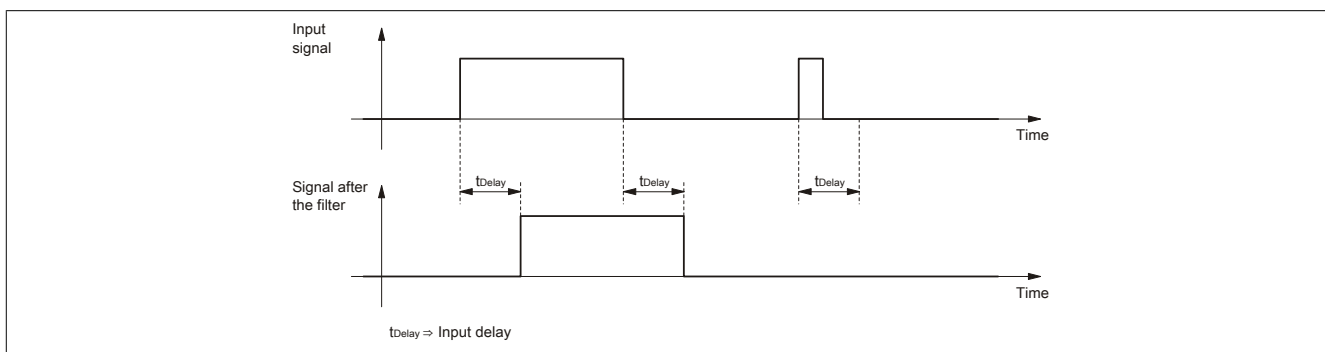 Input
signal
Time
tDelay
tDelay
tDelay
Signal after
the filter
Time
tDelay ⇒ Input delay